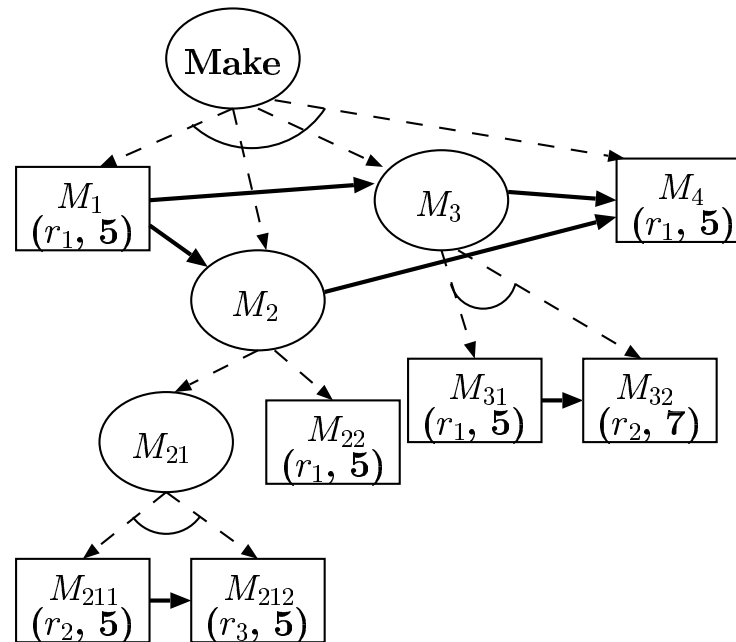 Make
M₁
(r₁, 5)
M₃
M₄
(r₁, 5)
M₂
M₃₁
(r₁, 5)
M₃₂
(r₂, 7)
M₂₁
M₂₂
(r₁, 5)
M₂₁₁
(r₂, 5)
M₂₁₂
(r₃, 5)